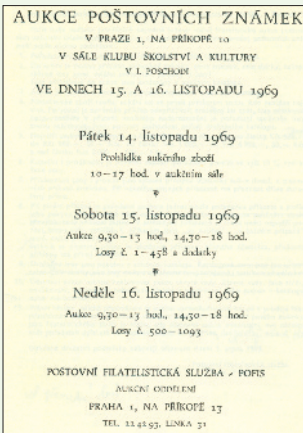 AUKCE POŠTOVNÍCH ZNÁMEK
V PRAZE 1, NA PŘÍKOPĚ 10
V SÁLE KLUBU ŠKOLSTVÍ A KULTURY
V I. POSCHODÍ
VE DNECH 15. A 16. LISTOPADU 1969
Pátek 14. listopadu 1969
Prohlídka aukčního zboží
10–17 hod. v aukčním sále
Sobota 15. listopadu 1969
Aukce 9,30–13 hod., 14,30–18 hod.
Losy č. 1–458 a dodatky
Neděle 16. listopadu 1969
Aukce 9,30–13 hod., 14,30–18 hod.
Losy č. 500–1093
POŠTOVNÍ FILATELISTICKÁ SLUŽBA - POFIS
AUKČNÍ ODDĚLENÍ
PRAHA 1, NA PŘÍKOPĚ 13
TEL. 224293, LINKA 31